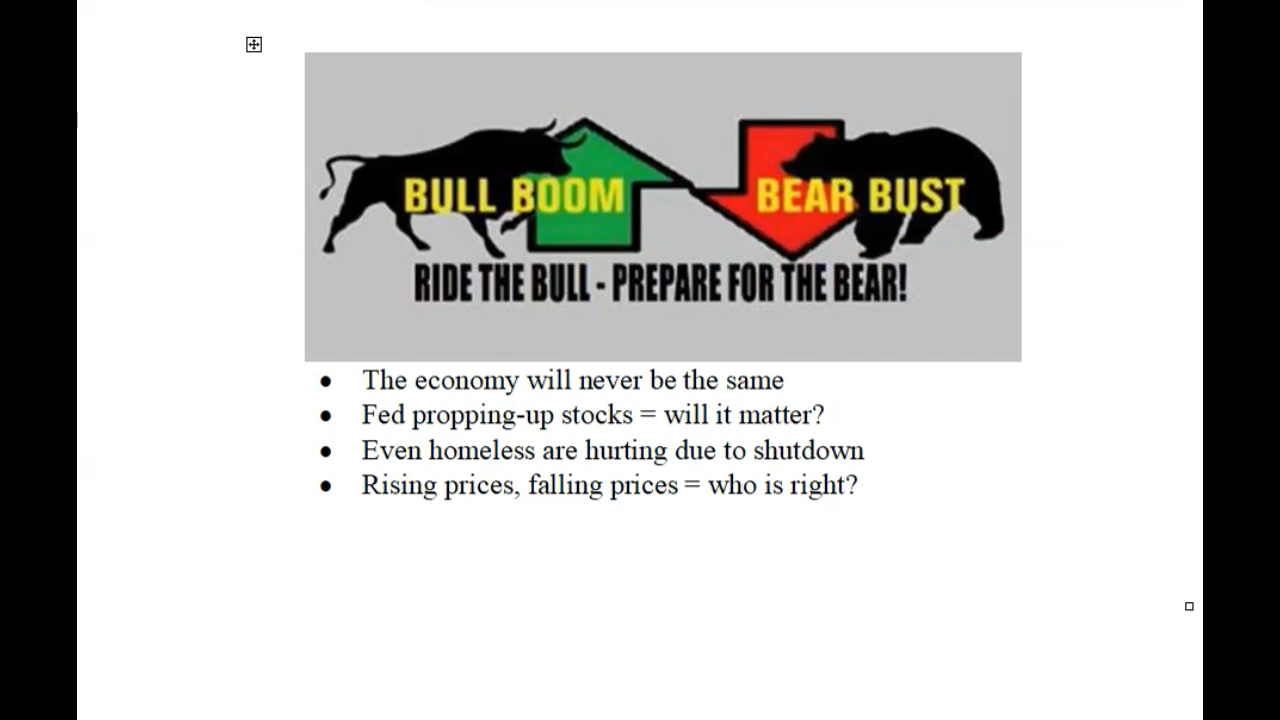 BULL BOOM BEAR BUST
RIDE THE BULL - PREPARE FOR THE BEAR!
• The economy will never be the same
• Fed propping-up stocks = will it matter?
• Even homeless are hurting due to shutdown
• Rising prices, falling prices = who is right?